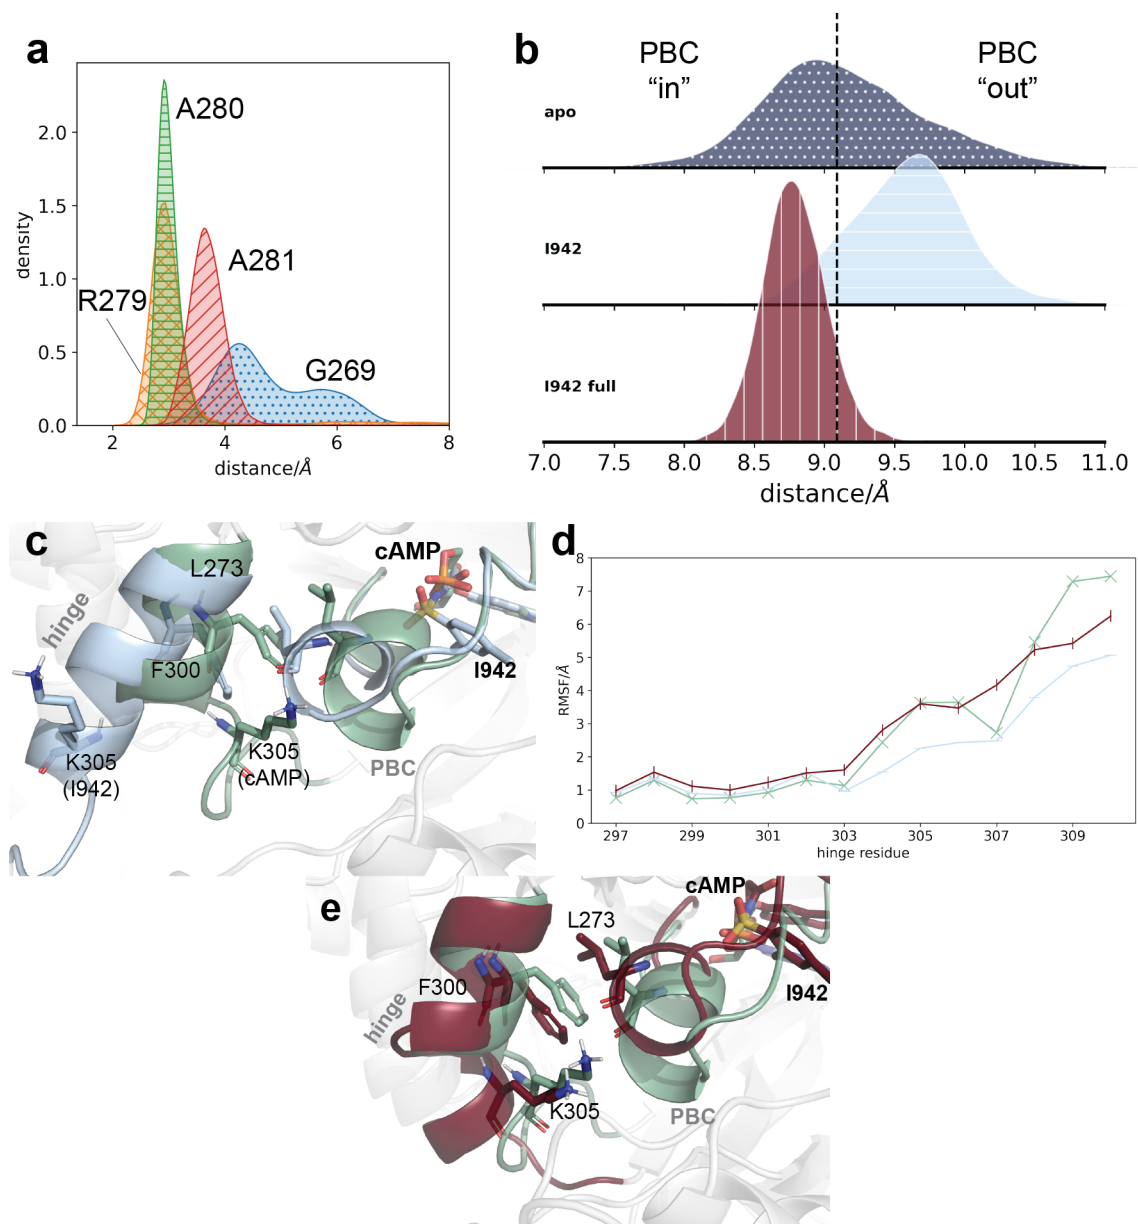 a
A280
A281
R279
G269
density
2.0
1.5
1.0
0.5
0.0
2
4
6
8
distance/Å
b
PBC
“in”
PBC
“out”
apo
I942
I942 full
7.0
7.5
8.0
8.5
9.0
9.5
10.0
10.5
11.0
distance/Å
c
cAMP
L273
hinge
F300
I942
K305
(I942)
K305
(cAMP)
PBC
d
RMSF/Å
8
7
6
5
4
3
2
1
0
297
299
301
303
305
307
309
hinge residue
e
cAMP
L273
F300
hinge
I942
K305
PBC